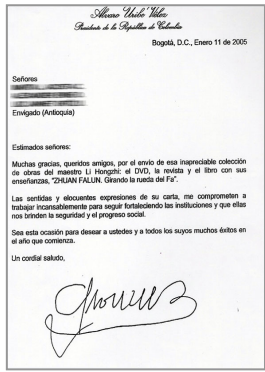 Álvaro Uribe Vélez
Presidente de la República de Colombia
Bogotá, D.C., Enero 11 de 2005
Señores
Envigado (Antioquia)
Estimados señores:
Muchas gracias, queridos amigos, por el envío de esa inapreciable colección
de obras del maestro Li Hongzhi: el DVD, la revista y el libro con sus
enseñanzas, "ZHUAN FALUN. Girando la rueda del Fa".
Las sentidas y elocuentes expresiones de su carta, me comprometen a
trabajar incansablemente para seguir fortaleciendo las instituciones y que ellas
nos brinden la seguridad y el progreso social.
Sea esta ocasión para desear a ustedes y a todos los suyos muchos éxitos en
el año que comienza.
Un cordial saludo,